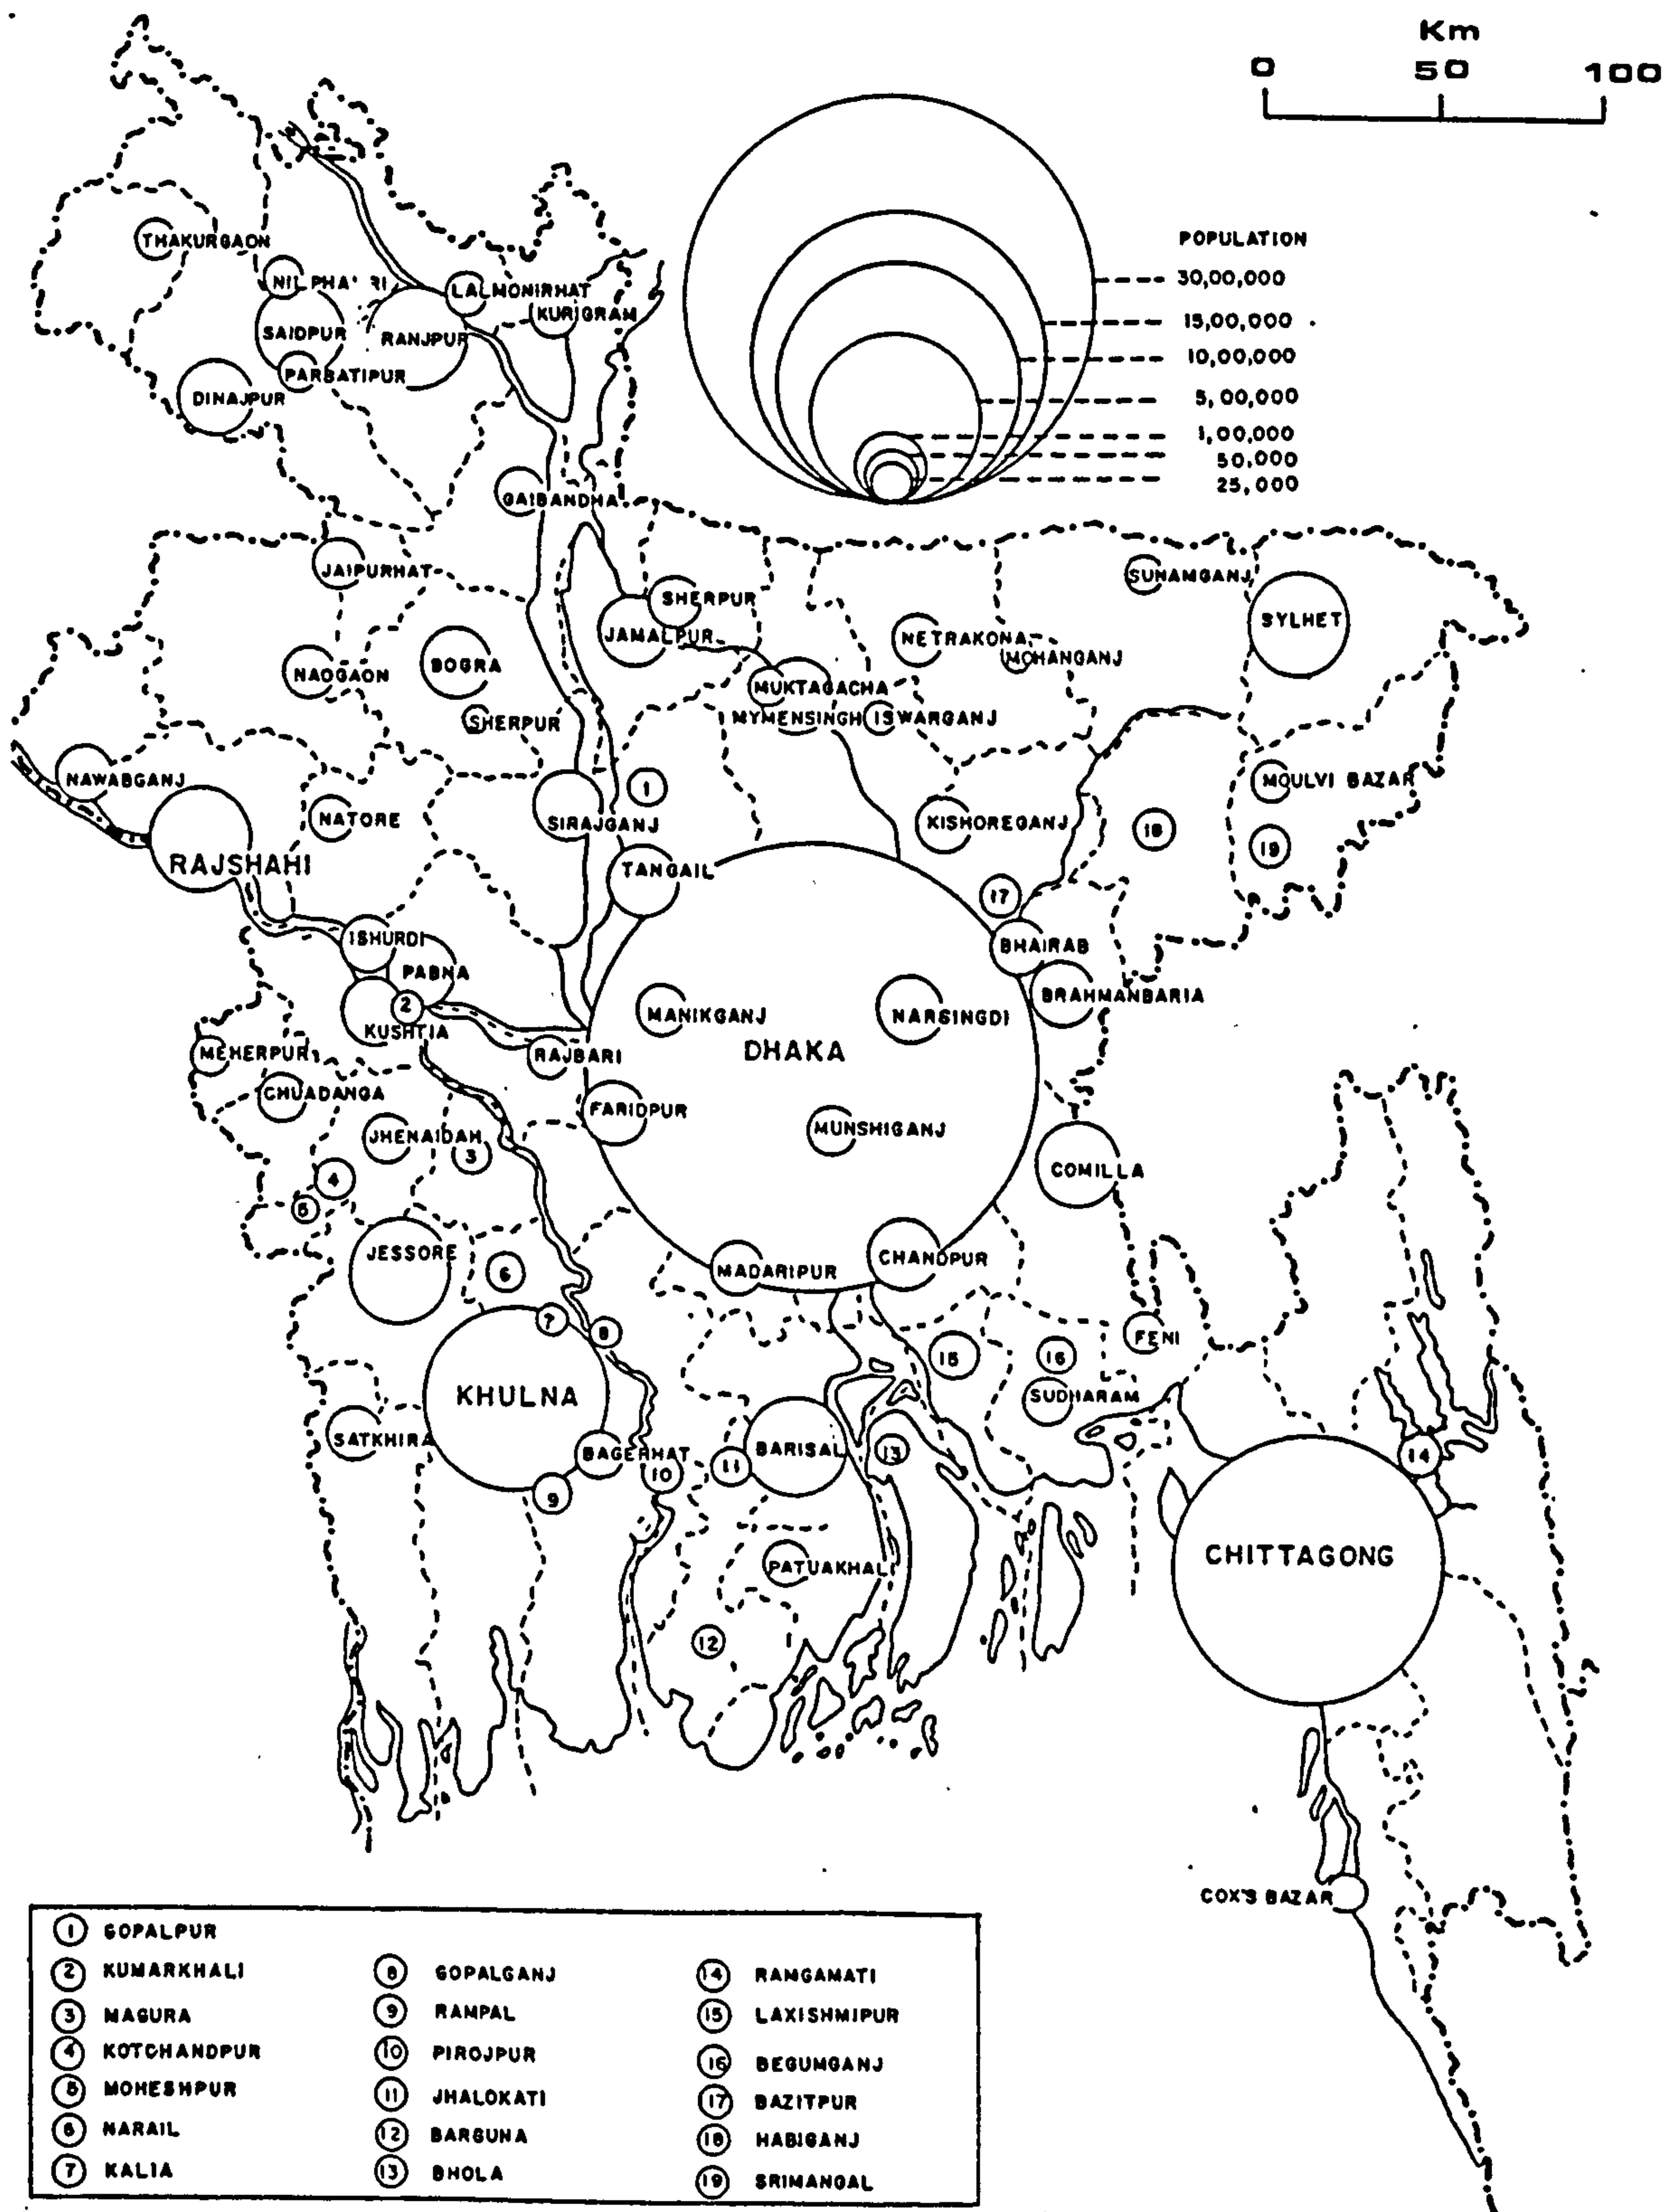 Km
0 50 100
POPULATION
30,00,000
15,00,000
10,00,000
5,00,000
1,00,000
50,000
25,000
THAKURGAON
NILPHA RI
LALMONIRHAT
KURIGRAM
SAIDPUR
RANJPUR
PARBATIPUR
DINAJPUR
GAIBANDHA
JAIPURHAT
SUNAMGANJ
SHERPUR
SYLHET
JAMALPUR
NETRAKONA
MOHANGANJ
BOGRA
NAOGAON
MUKTAGACHA
SHERPUR
MYMENSINGH
ISWARGANJ
NAWABGANJ
MOULVI BAZAR
1
NATORE
SIRAJGANJ
KISHOREGANJ
18
19
RAJSHAHI
TANGAIL
17
ISHURDI
BHAIRAB
PABNA
BRAHMANBARIA
2
MANIKGANJ
NARSINGDI
KUSHTIA
DHAKA
MEHERPUR
RAJBARI
CHUADANGA
FARIDPUR
MUNSHIGANJ
JHENAIDAH
3
COMILLA
4
5
JESSORE
CHANDPUR
6
MADARIPUR
7
8
FENI
15
16
KHULNA
SUDHARAM
SATKHIRA
BAGERHAT
BARISAL
13
14
10
11
9
CHITTAGONG
PATUAKHALI
12
COX'S BAZAR
1 GOPALPUR
2 KUMARKHALI
3 MAGURA
4 KOTCHANDPUR
5 MOHESHPUR
6 NARAIL
7 KALIA
8 GOPALGANJ
9 RAMPAL
10 PIROJPUR
11 JHALOKATI
12 BARGUNA
13 BHOLA
14 RAMGAMATI
15 LAXISHMIPUR
16 BEGUMGANJ
17 BAZITPUR
18 HABIGANJ
19 SRIMANGAL